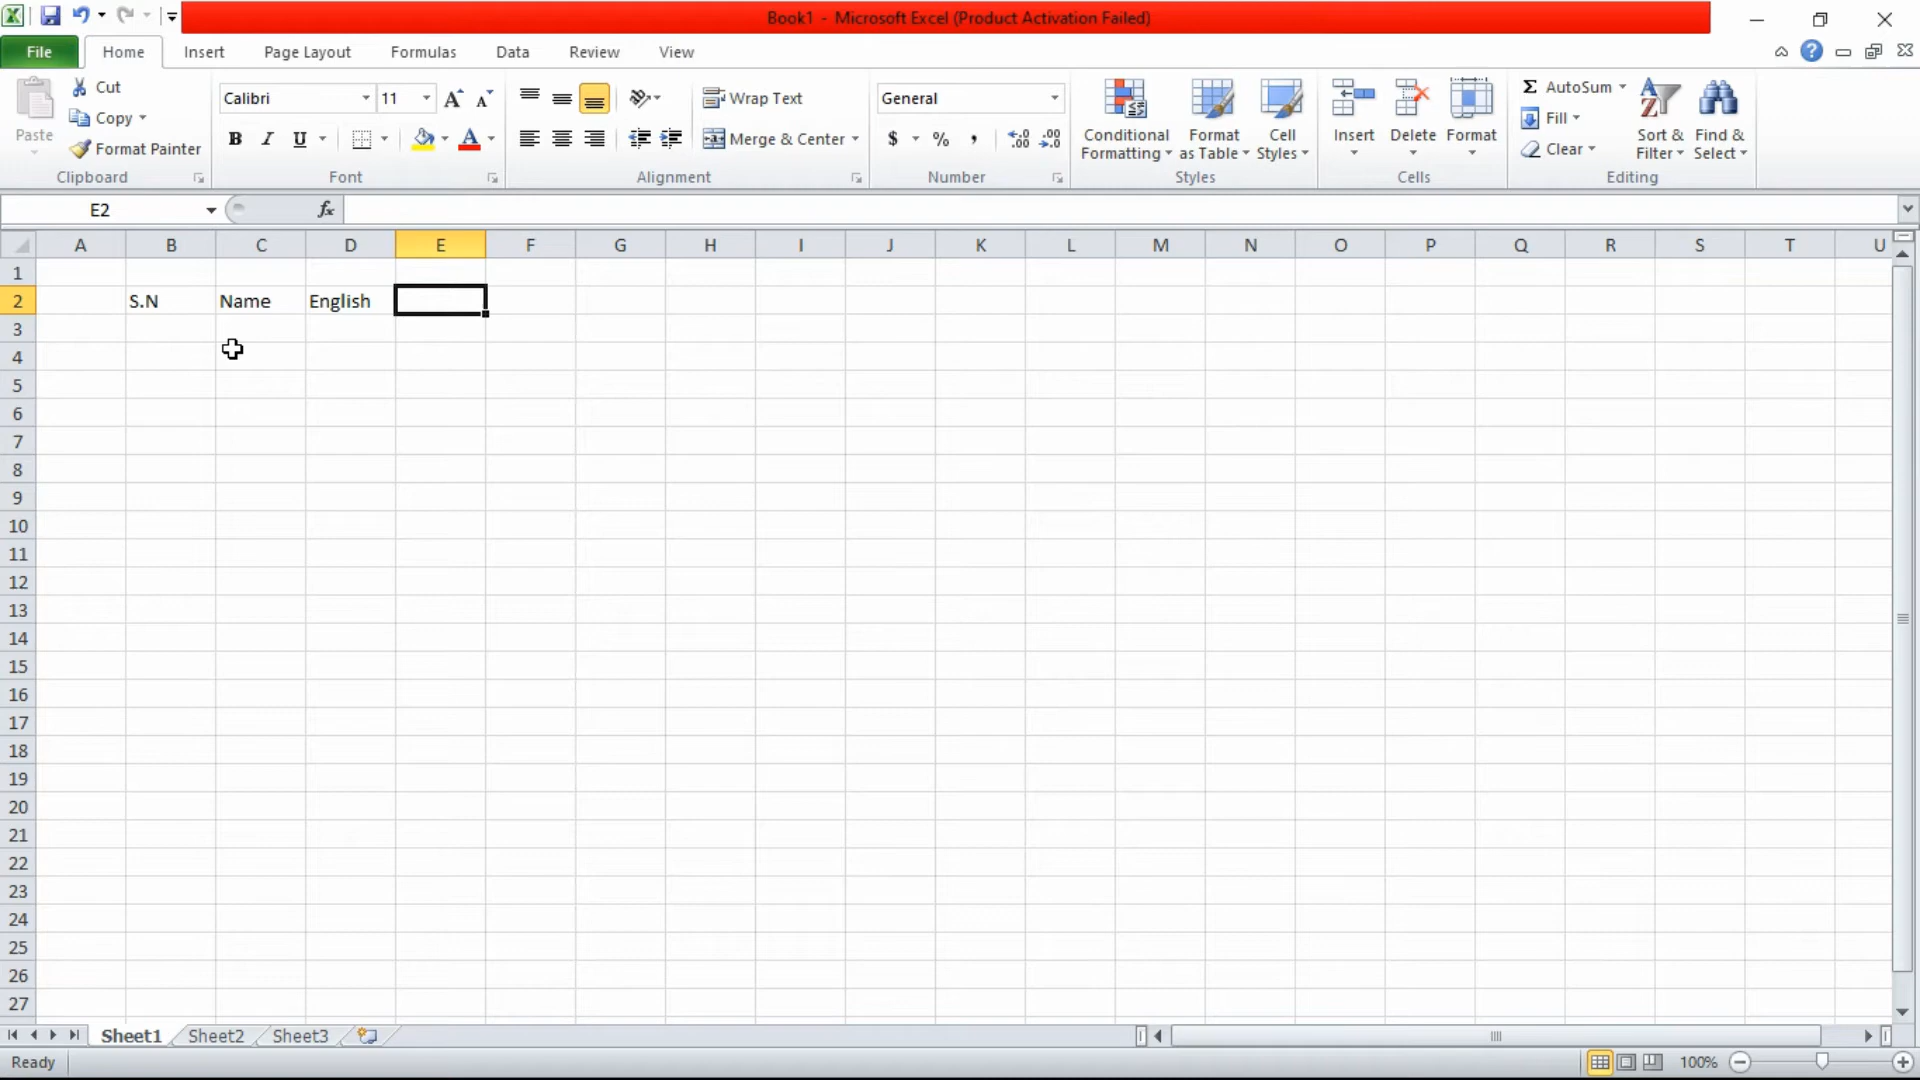 Book1 - Microsoft Excel (Product Activation Failed)
File Home Insert Page Layout Formulas Data Review View
Paste
Cut
Copy
Format Painter
Clipboard
Calibri 11
B I U A
Font
Wrap Text
Merge & Center
Alignment
General
$ % ,
Number
Conditional Formatting
Format as Table
Cell Styles
Styles
Insert Delete Format
Cells
Σ AutoSum
Fill
Clear
Sort & Filter
Find & Select
Editing
E2 fx
A B C D E F G H I J K L M N O P Q R S T U
1
2 S.N Name English
3
4
5
6
7
8
9
10
11
12
13
14
15
16
17
18
19
20
21
22
23
24
25
26
27
Sheet1 Sheet2 Sheet3
Ready 100%